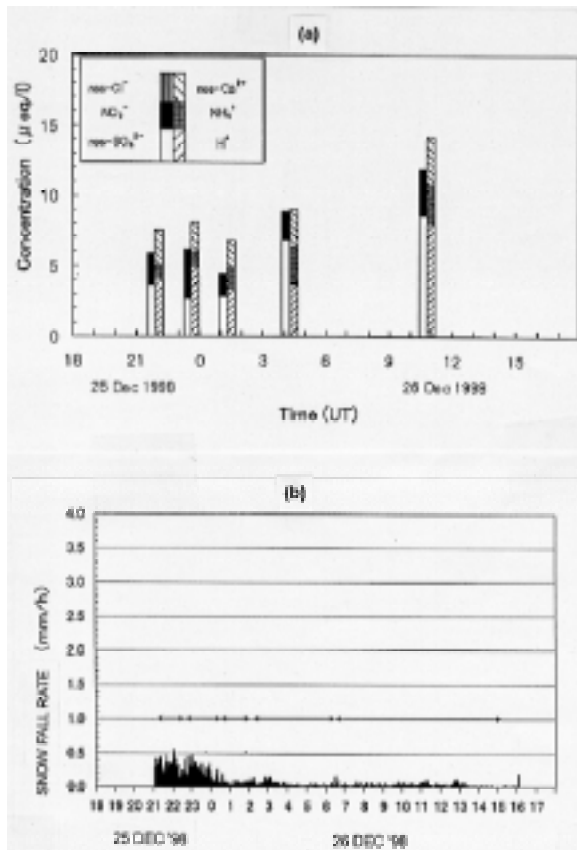 (a)
20
15
10
5
0
Concentration (μ eq/l)
nss-Cl⁻
nss-Ca²⁺
NO₃⁻
NH₄⁺
nss-SO₄²⁻
H⁺
18 21 0 3 6 9 12 15
25 Dec 1998 26 Dec 1998
Time (UT)
(b)
4.0
3.5
3.0
2.5
2.0
1.5
1.0
0.5
0.0
SNOW FALL RATE (mm/h)
18 19 20 21 22 23 0 1 2 3 4 5 6 7 8 9 10 11 12 13 14 15 16 17
25 DEC '98 26 DEC '98